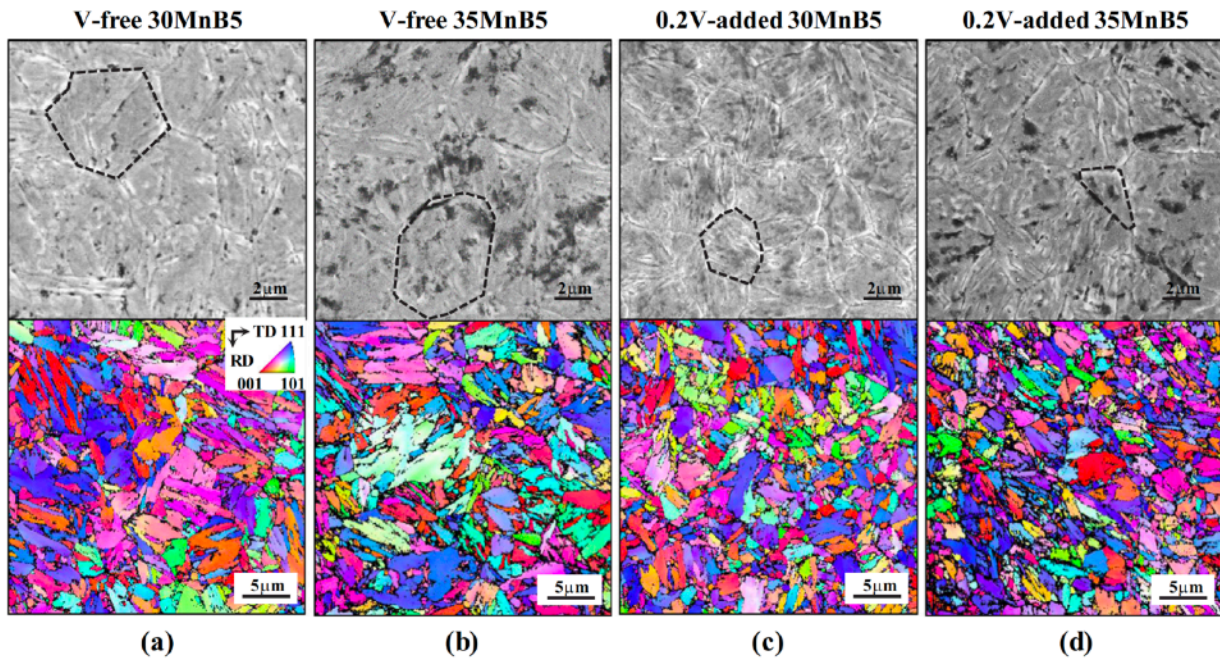 V-free 30MnB5 V-free 35MnB5 0.2V-added 30MnB5 0.2V-added 35MnB5
2μm 2μm 2μm 2μm
TD 111
RD
001 101
5μm 5μm 5μm 5μm
(a) (b) (c) (d)